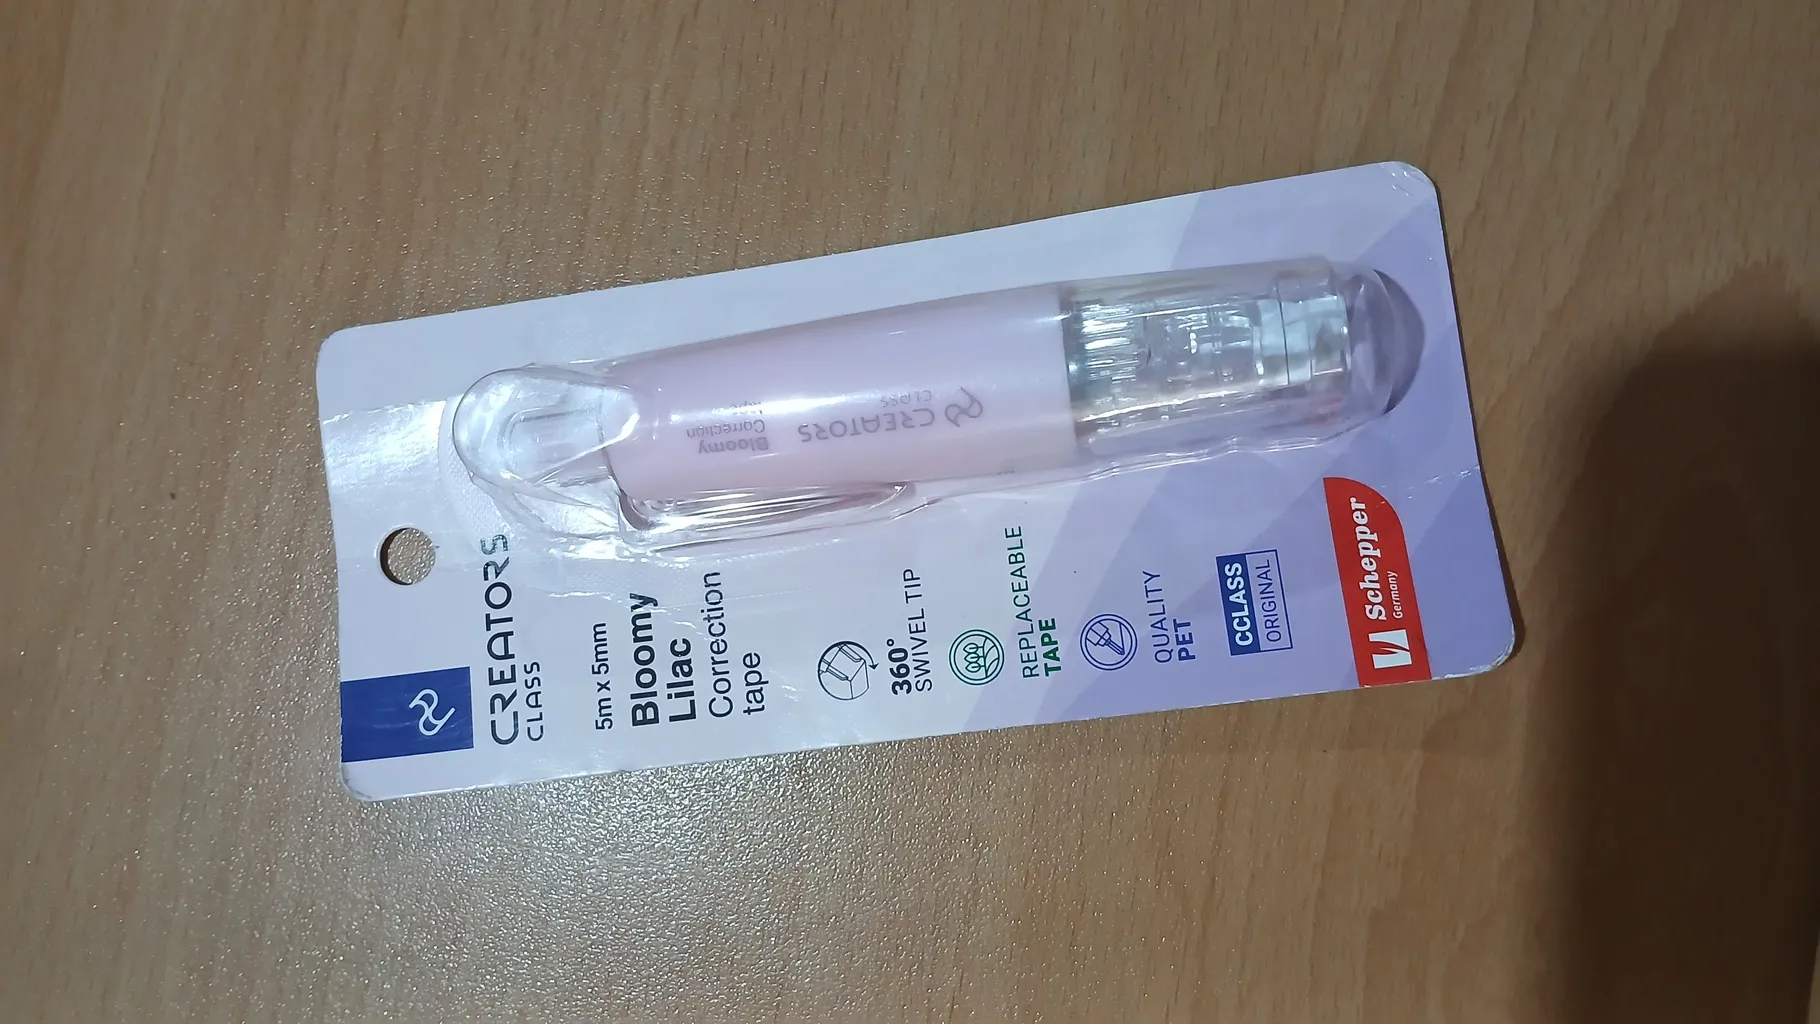 CREATORS
CLASS
5m x 5mm
Bloomy
Lilac
Correction
tape
360°
SWIVEL TIP
REPLACEABLE
TAPE
QUALITY
PET
CCLASS
ORIGINAL
Schepper
Germany
CREATORS
CLASS
Bloomy
Correction